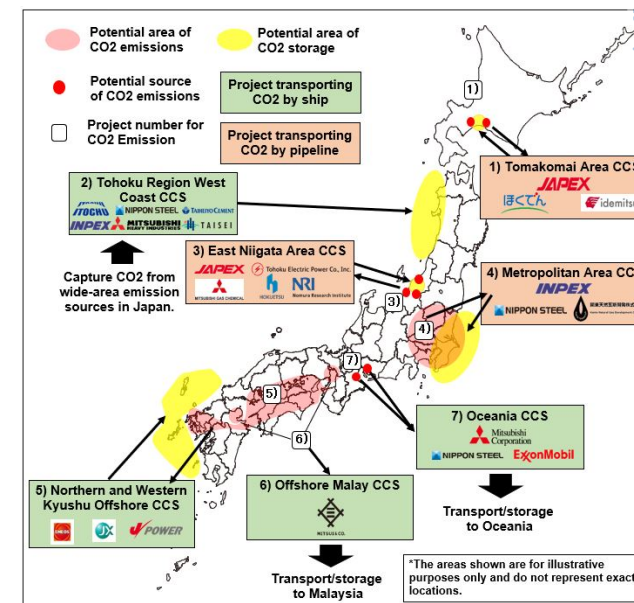 Potential area of
CO2 emissions
Potential area of
CO2 storage
Potential source
of CO2 emissions
Project transporting
CO2 by ship
Project number for
CO2 Emission
Project transporting
CO2 by pipeline
1)
1) Tomakomai Area CCS
JAPEX
ほくでん
idemitsu
2) Tohoku Region West
Coast CCS
ITOCHU
NIPPON STEEL
TAIHEIYO CEMENT
INPEX
MITSUBISHI
HEAVY INDUSTRIES
TAISEI
Capture CO2 from
wide-area emission
sources in Japan.
3) East Niigata Area CCS
JAPEX
Tohoku Electric Power Co., Inc.
MITSUBISHI GAS CHEMICAL
HOKUETSU
NRI
Nomura Research Institute
3)
4) Metropolitan Area CC
INPEX
NIPPON STEEL
4)
7)
5)
6)
7) Oceania CCS
Mitsubishi
Corporation
NIPPON STEEL
ExxonMobil
Transport/storage
to Oceania
5) Northern and Western
Kyushu Offshore CCS
ENEOS
JX
POWER
6) Offshore Malay CCS
MITSUI & CO.
Transport/storage
to Malaysia
*The areas shown are for illustrative
purposes only and do not represent exact
locations.